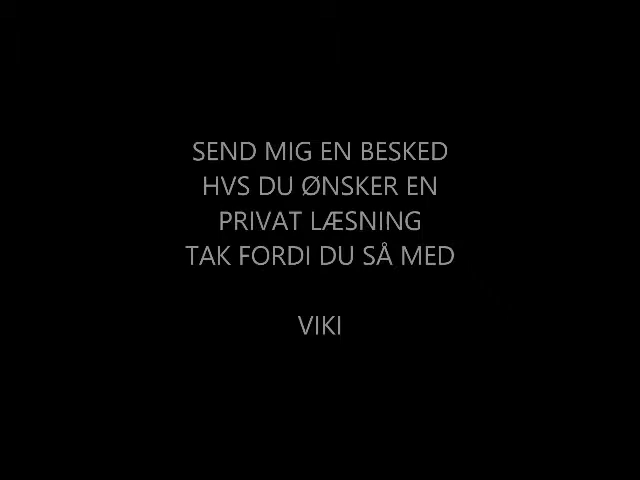 SEND MIG EN BESKED
HVS DU ØNSKER EN
PRIVAT LÆSNING
TAK FORDI DU SÅ MED
VIKI